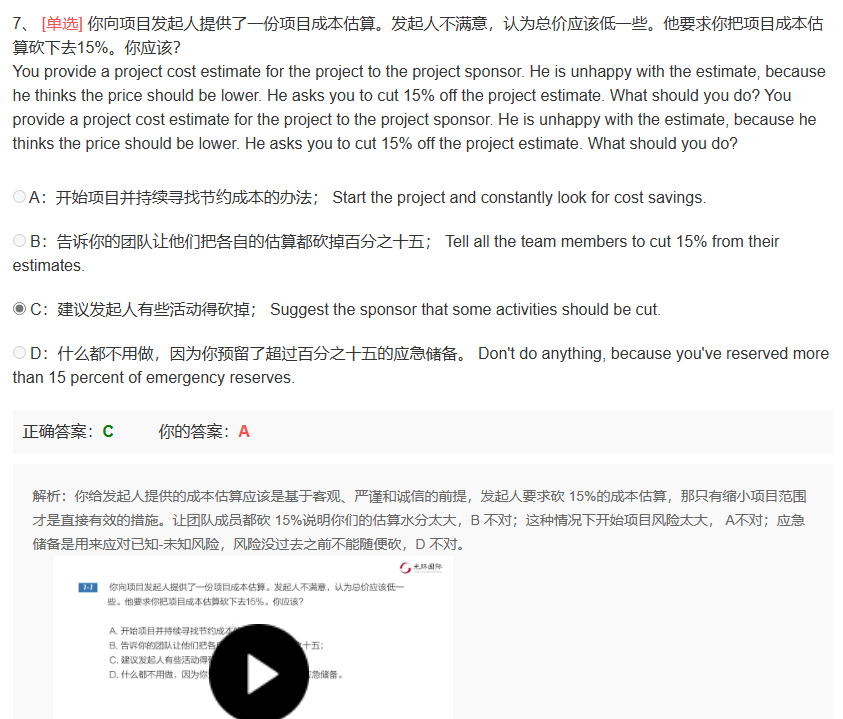 7、 [单选] 你向项目发起人提供了一份项目成本估算。发起人不满意，认为总价应该低一些。他要求你把项目成本估
算砍下去15%。你应该?
You provide a project cost estimate for the project to the project sponsor. He is unhappy with the estimate, because
he thinks the price should be lower. He asks you to cut 15% off the project estimate. What should you do? You
provide a project cost estimate for the project to the project sponsor. He is unhappy with the estimate, because he
thinks the price should be lower. He asks you to cut 15% off the project estimate. What should you do?
A：开始项目并持续寻找节约成本的办法； Start the project and constantly look for cost savings.
B：告诉你的团队让他们把各自的估算都砍掉百分之十五； Tell all the team members to cut 15% from their
estimates.
C：建议发起人有些活动得砍掉； Suggest the sponsor that some activities should be cut.
D：什么都不用做，因为你预留了超过百分之十五的应急储备。 Don't do anything, because you've reserved more
than 15 percent of emergency reserves.
正确答案：C 你的答案：A
解析：你给发起人提供的成本估算应该是基于客观、严谨和诚信的前提，发起人要求砍 15%的成本估算，那只有缩小项目范围
才是直接有效的措施。让团队成员都砍 15%说明你们的估算水分太大，B 不对；这种情况下开始项目风险太大， A不对；应急
储备是用来应对已知-未知风险，风险没过去之前不能随便砍，D 不对。
光环国际
7-7 你向项目发起人提供了一份项目成本估算。发起人不满意，认为总价应该低一
些。他要求你把项目成本估算砍下去15%。你应该?
A. 开始项目并持续寻找节约成本
B. 告诉你的团队让他们把各 十五；
C. 建议发起人有些活动得
D. 什么都不用做，因为你 应急储备。